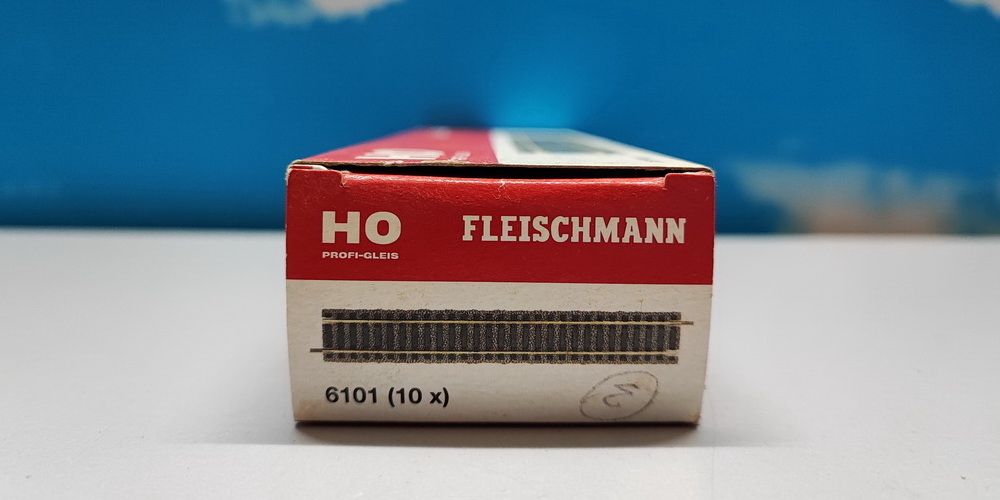 HO
PROFI-GLEIS
FLEISCHMANN
6101 (10 x)